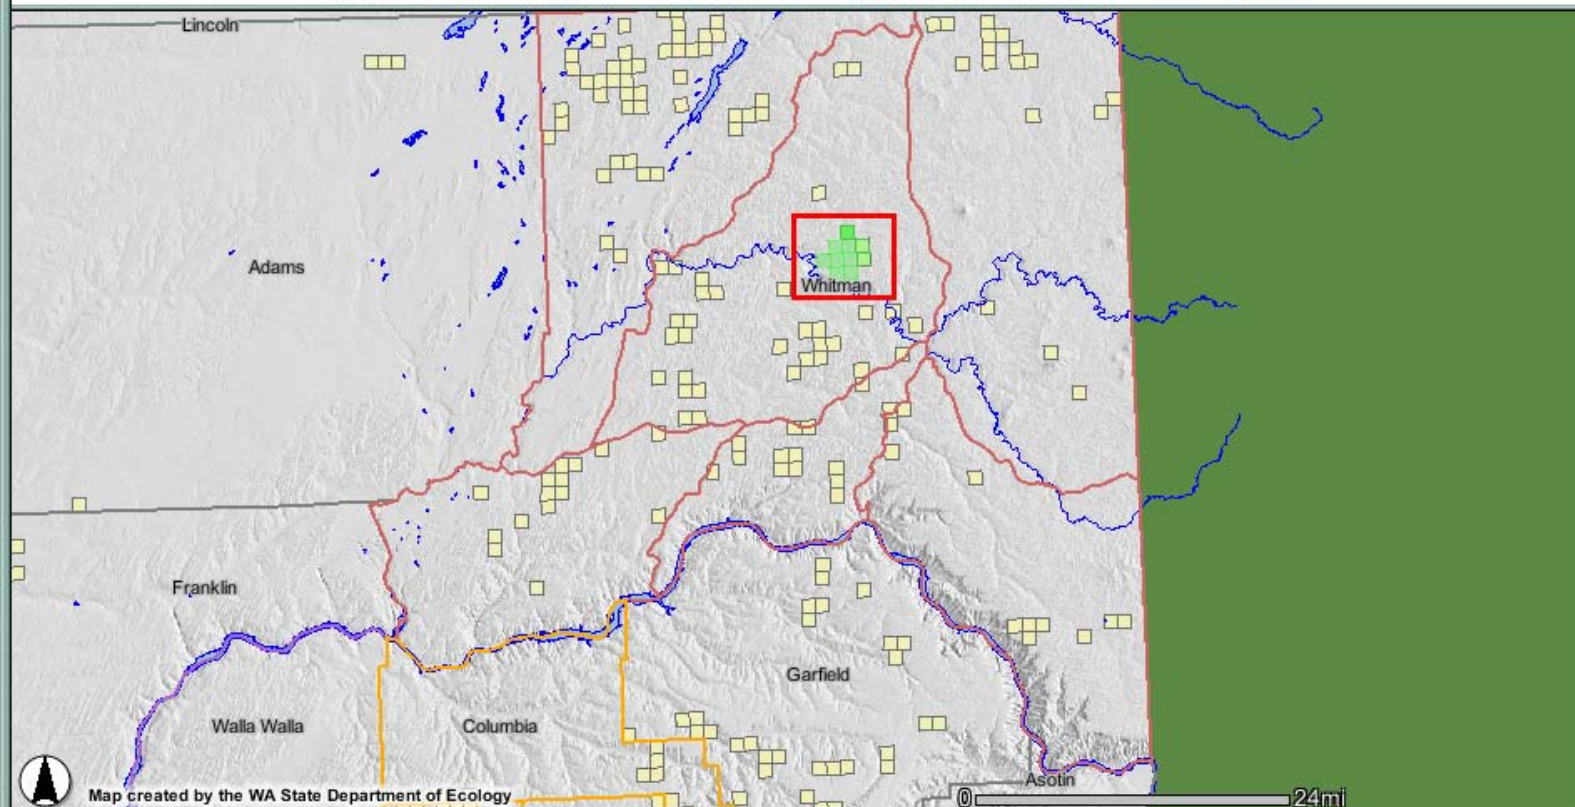 Lincoln
Adams
Whitman
Franklin
Garfield
Walla Walla
Columbia
Asotin
Map created by the WA State Department of Ecology
0 24mi